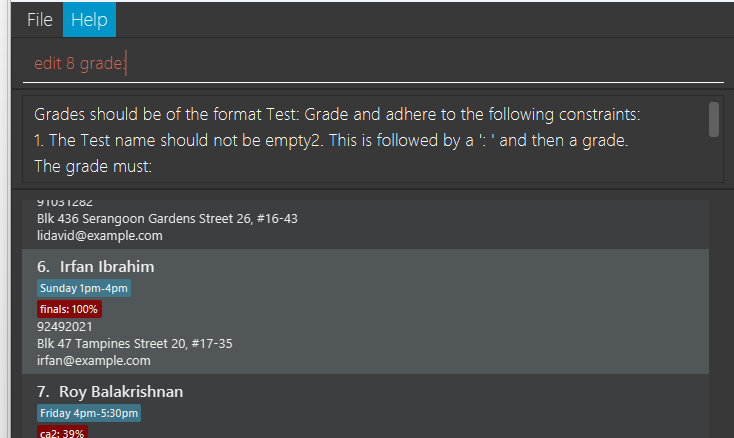 File Help
edit 8 grade:
Grades should be of the format Test: Grade and adhere to the following constraints:
1. The Test name should not be empty2. This is followed by a ': ' and then a grade.
The grade must:
91031282
Blk 436 Serangoon Gardens Street 26, #16-43
lidavid@example.com
6. Irfan Ibrahim
Sunday 1pm-4pm
finals: 100%
92492021
Blk 47 Tampines Street 20, #17-35
irfan@example.com
7. Roy Balakrishnan
Friday 4pm-5:30pm
ca2: 39%